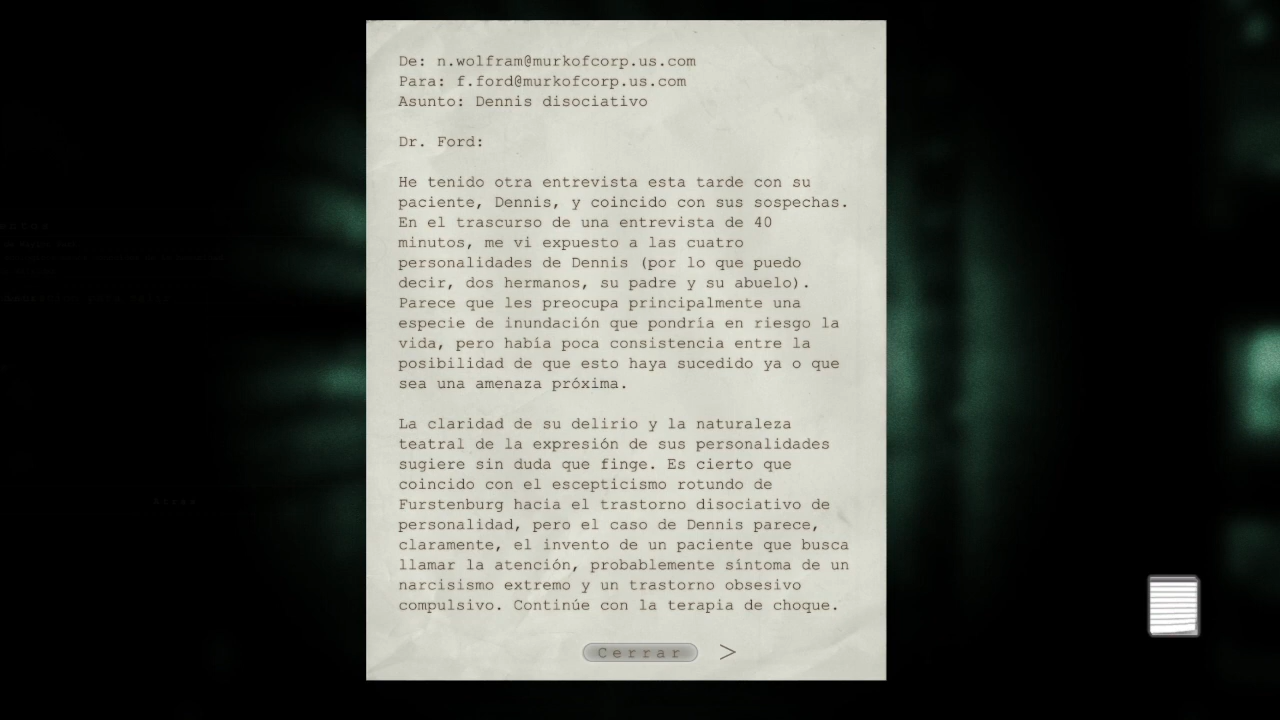 De: n.wolfram@murkofcorp.us.com
Para: f.ford@murkofcorp.us.com
Asunto: Dennis disociativo
Dr. Ford:
He tenido otra entrevista esta tarde con su
paciente, Dennis, y coincido con sus sospechas.
En el trascurso de una entrevista de 40
minutos, me vi expuesto a las cuatro
personalidades de Dennis (por lo que puedo
decir, dos hermanos, su padre y su abuelo).
Parece que les preocupa principalmente una
especie de inundación que pondría en riesgo la
vida, pero había poca consistencia entre la
posibilidad de que esto haya sucedido ya o que
sea una amenaza próxima.
La claridad de su delirio y la naturaleza
teatral de la expresión de sus personalidades
sugiere sin duda que finge. Es cierto que
coincido con el escepticismo rotundo de
Furstenburg hacia el trastorno disociativo de
personalidad, pero el caso de Dennis parece,
claramente, el invento de un paciente que busca
llamar la atención, probablemente síntoma de un
narcisismo extremo y un trastorno obsesivo
compulsivo. Continúe con la terapia de choque.
Cerrar >